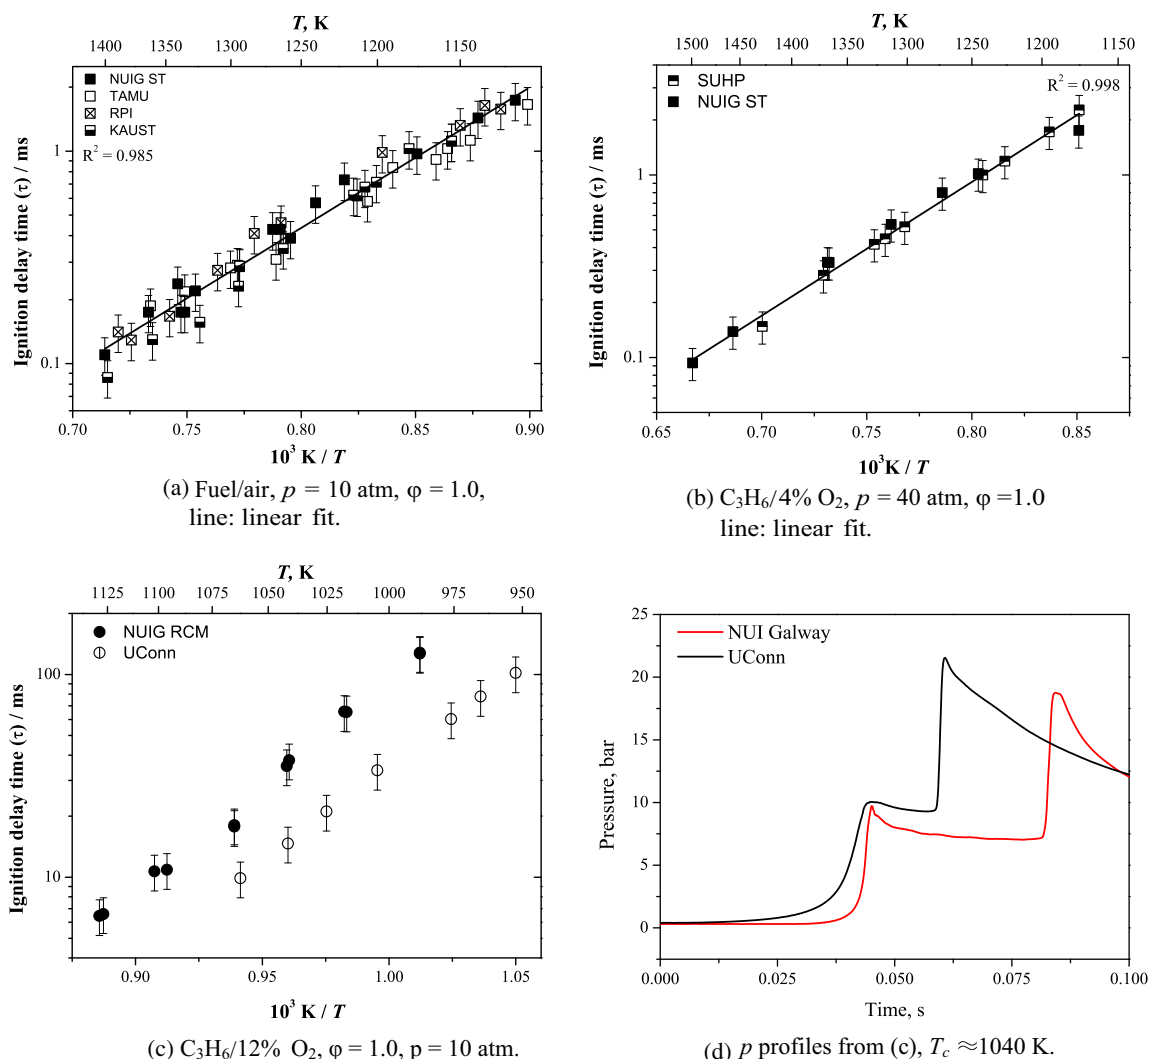 T, K
1400 1350 1300 1250 1200 1150
NUIG ST
TAMU
RPI
KAUST
R² = 0.985
Ignition delay time (τ) / ms
1
0.1
0.70 0.75 0.80 0.85 0.90
10³ K / T
(a) Fuel/air, p = 10 atm, φ = 1.0,
line: linear fit.
T, K
1500 1450 1400 1350 1300 1250 1200 1150
SUHP
NUIG ST
R² = 0.998
Ignition delay time (τ) / ms
1
0.1
0.65 0.70 0.75 0.80 0.85
10³K / T
(b) C₃H₆/4% O₂, p = 40 atm, φ =1.0
line: linear fit.
T, K
1125 1100 1075 1050 1025 1000 975 950
NUIG RCM
UConn
Ignition delay time (τ) / ms
100
10
0.90 0.95 1.00 1.05
10³ K / T
(c) C₃H₆/12% O₂, φ = 1.0, p = 10 atm.
NUI Galway
UConn
Pressure, bar
25
20
15
10
5
0
0.000 0.025 0.050 0.075 0.100
Time, s
(d) p profiles from (c), T_c ≈1040 K.